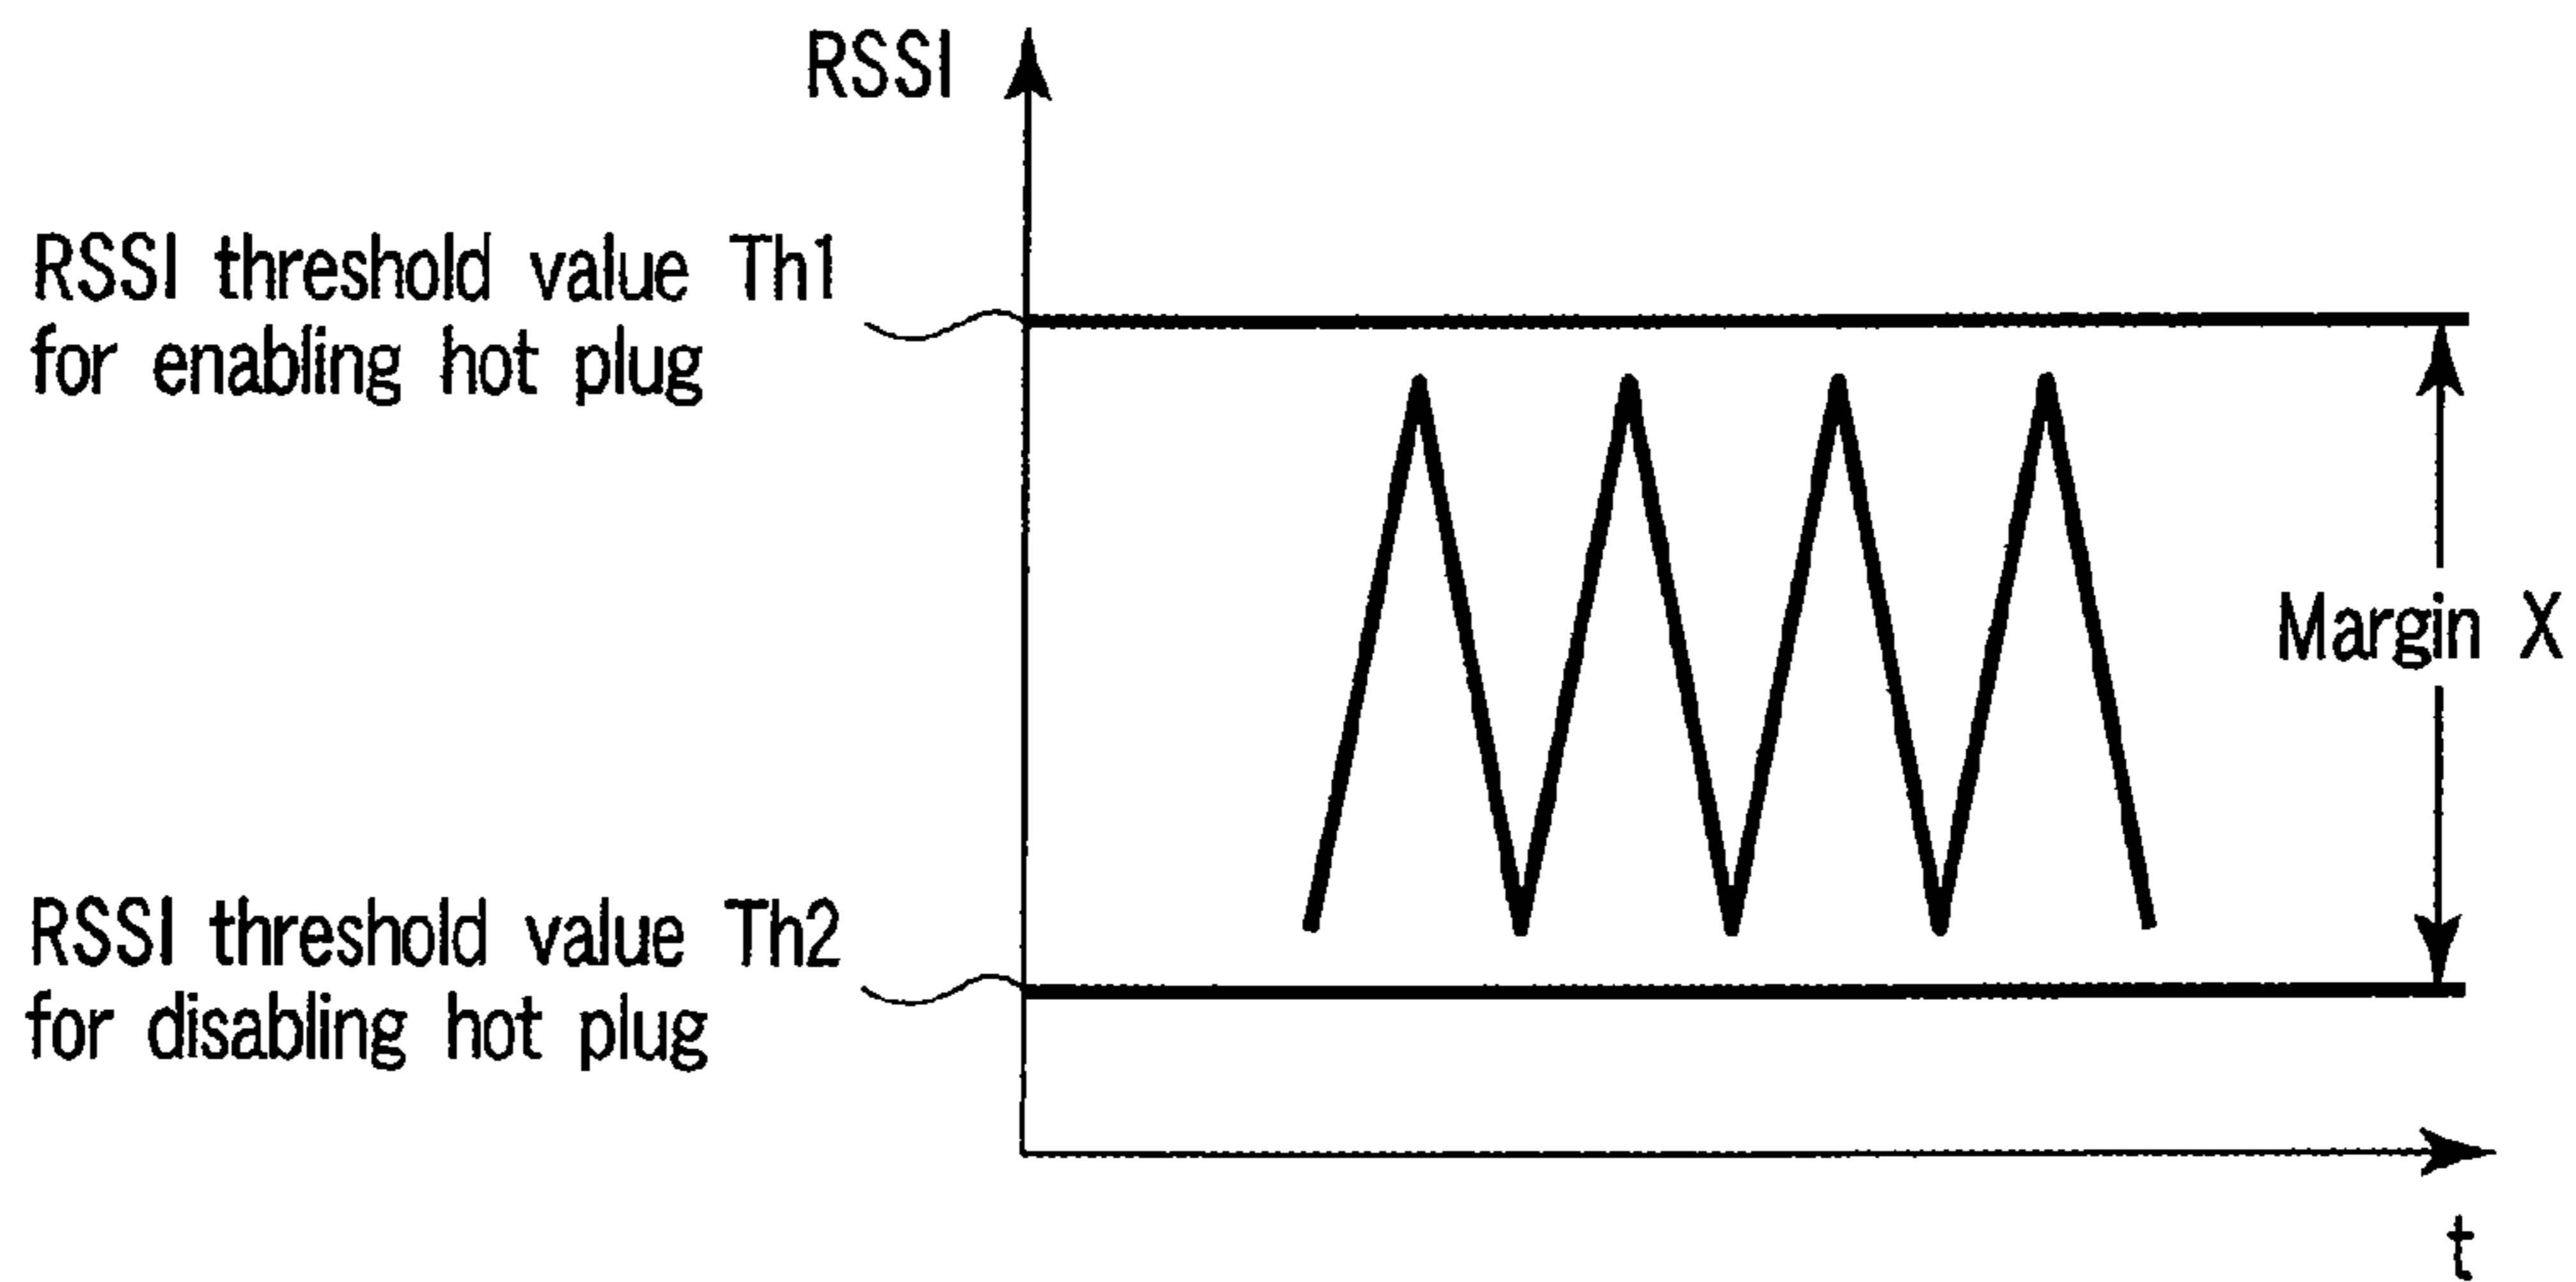 RSSI
RSSI threshold value Th1
for enabling hot plug
Margin X
RSSI threshold value Th2
for disabling hot plug
t